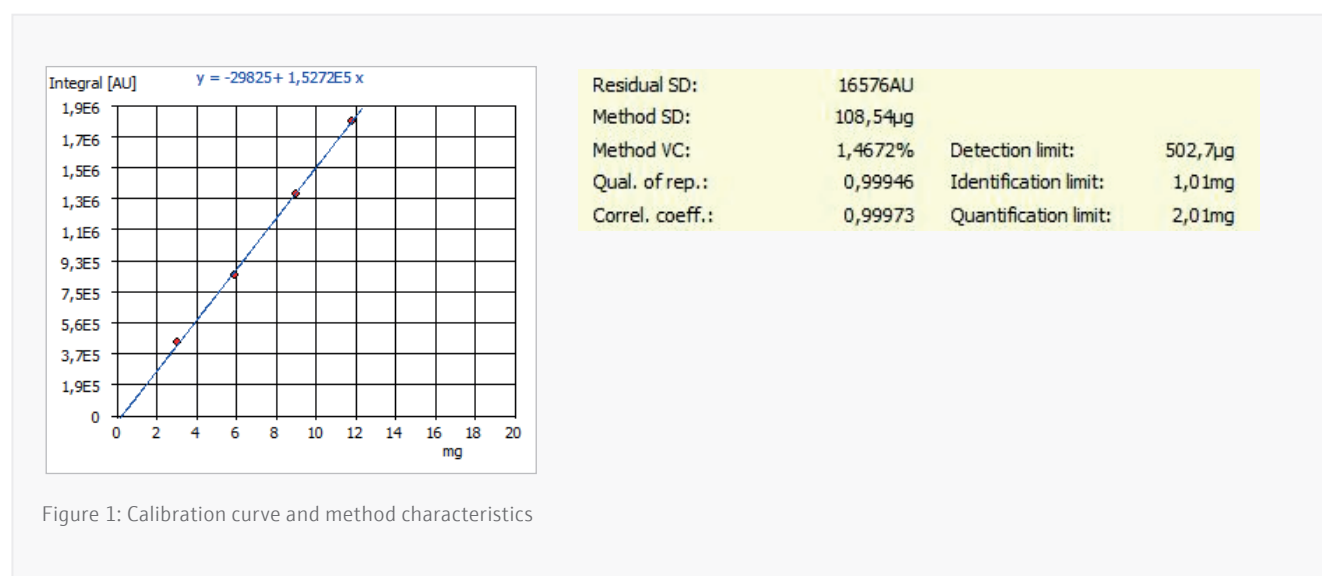 Integral [AU]
y = -29825+ 1,5272E5 x
1,9E6
1,7E6
1,5E6
1,3E6
1,1E6
9,3E5
7,5E5
5,6E5
3,7E5
1,9E5
0
0 2 4 6 8 10 12 14 16 18 20
mg
Residual SD: 16576AU
Method SD: 108,54µg
Method VC: 1,4672% Detection limit: 502,7µg
Qual. of rep.: 0,99946 Identification limit: 1,01mg
Correl. coeff.: 0,99973 Quantification limit: 2,01mg
Figure 1: Calibration curve and method characteristics